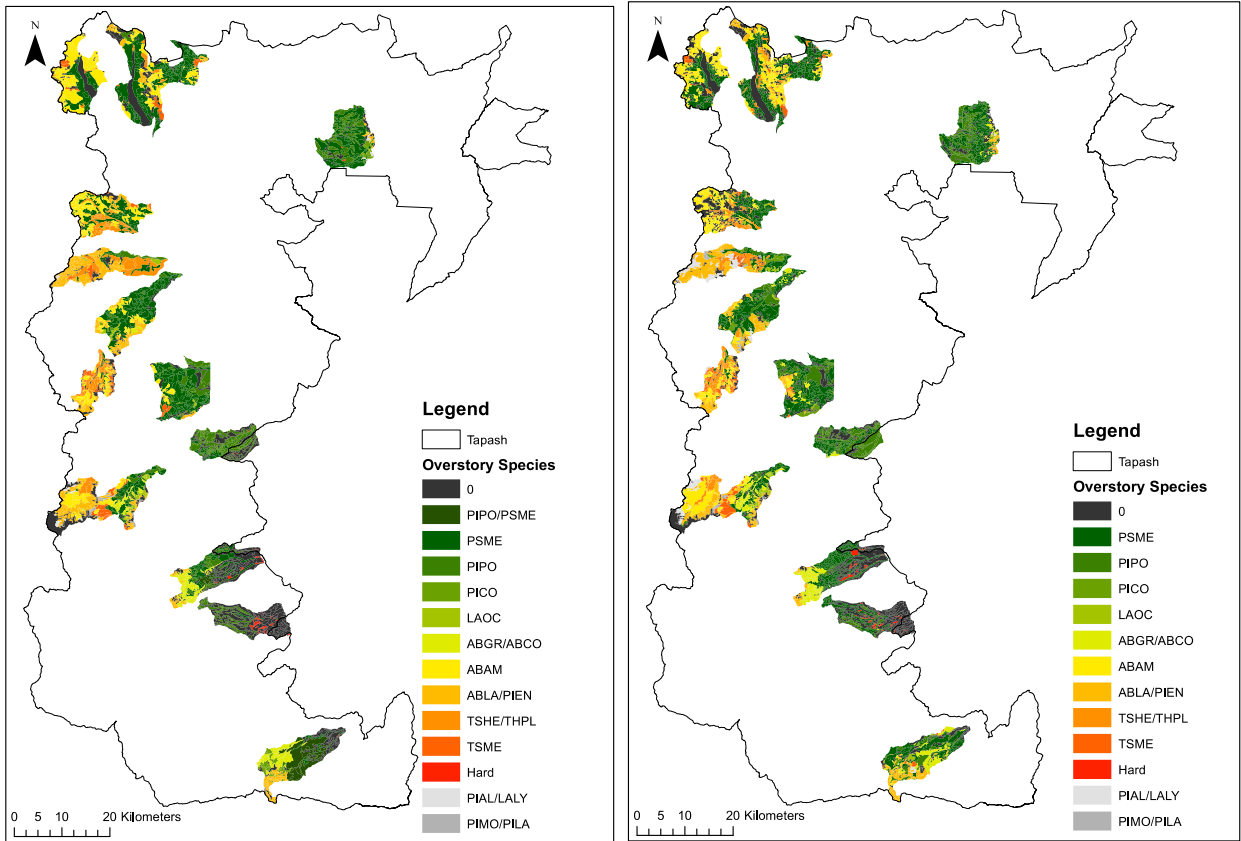 N
Legend
Tapash
Overstory Species
0
PIPO/PSME
PSME
PIPO
PICO
LAOC
ABGR/ABCO
ABAM
ABLA/PIEN
TSHE/THPL
TSME
Hard
PIAL/LALY
PIMO/PILA
0 10 20 Kilometers
N
Legend
Tapash
Overstory Species
0
PSME
PIPO
PICO
LAOC
ABGR/ABCO
ABAM
ABLA/PIEN
TSHE/THPL
TSME
Hard
PIAL/LALY
PIMO/PILA
0 10 20 Kilometers